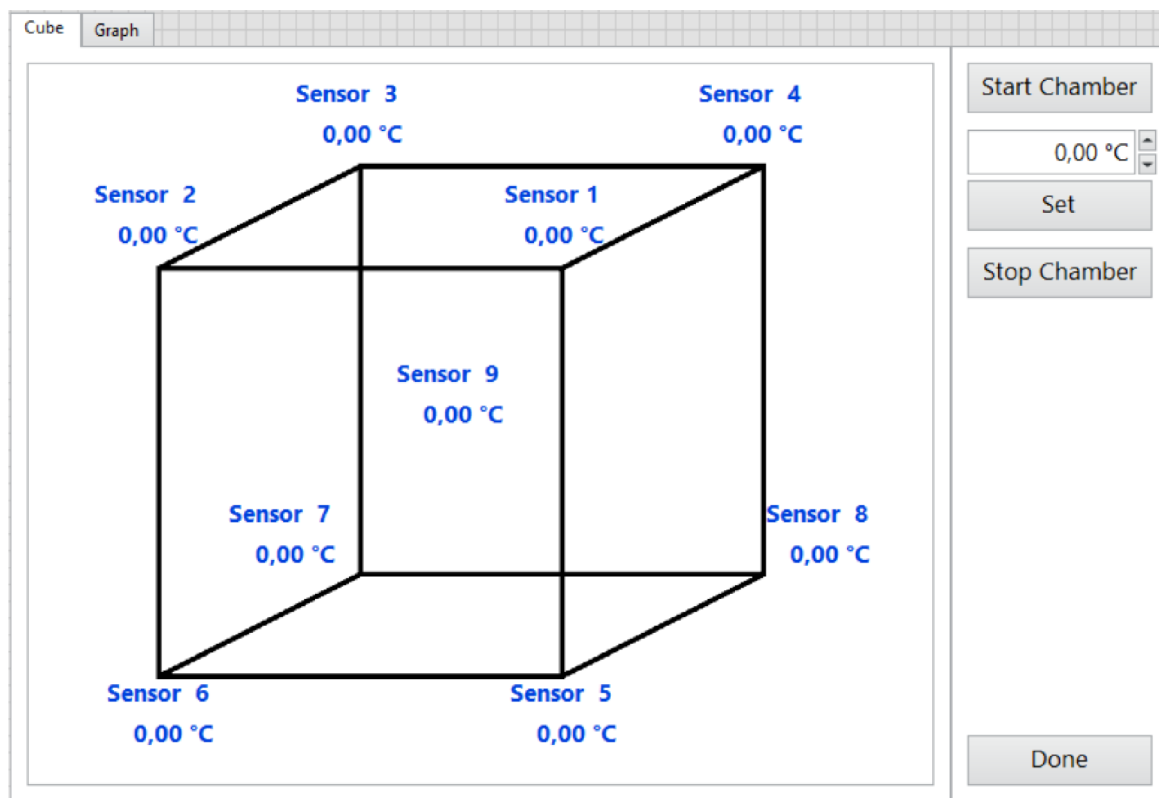 Cube
Graph
Sensor 3
0,00 °C
Sensor 4
0,00 °C
Sensor 2
0,00 °C
Sensor 1
0,00 °C
Sensor 9
0,00 °C
Sensor 7
0,00 °C
Sensor 8
0,00 °C
Sensor 6
0,00 °C
Sensor 5
0,00 °C
Start Chamber
0,00 °C
Set
Stop Chamber
Done